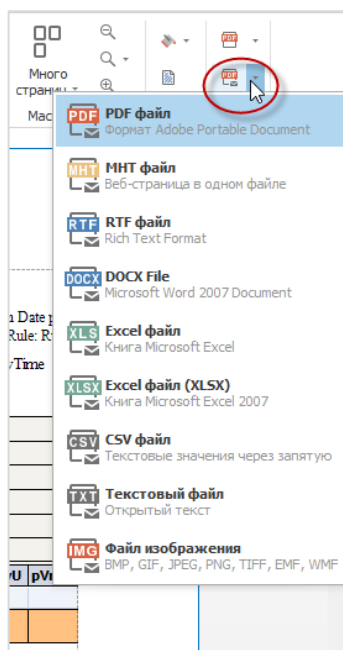 Много
страниц
Мас
PDF
PDF
PDF
PDF файл
Формат Adobe Portable Document
MHT
MHT файл
Веб-страница в одном файле
RTF
RTF файл
Rich Text Format
DOCX
DOCX File
Microsoft Word 2007 Document
XLS
Excel файл
Книга Microsoft Excel
XLSX
Excel файл (XLSX)
Книга Microsoft Excel 2007
CSV
CSV файл
Текстовые значения через запятую
TXT
Текстовый файл
Открытый текст
IMG
Файл изображения
BMP, GIF, JPEG, PNG, TIFF, EMF, WMF
n Date p
Rule: R
Time
U pV